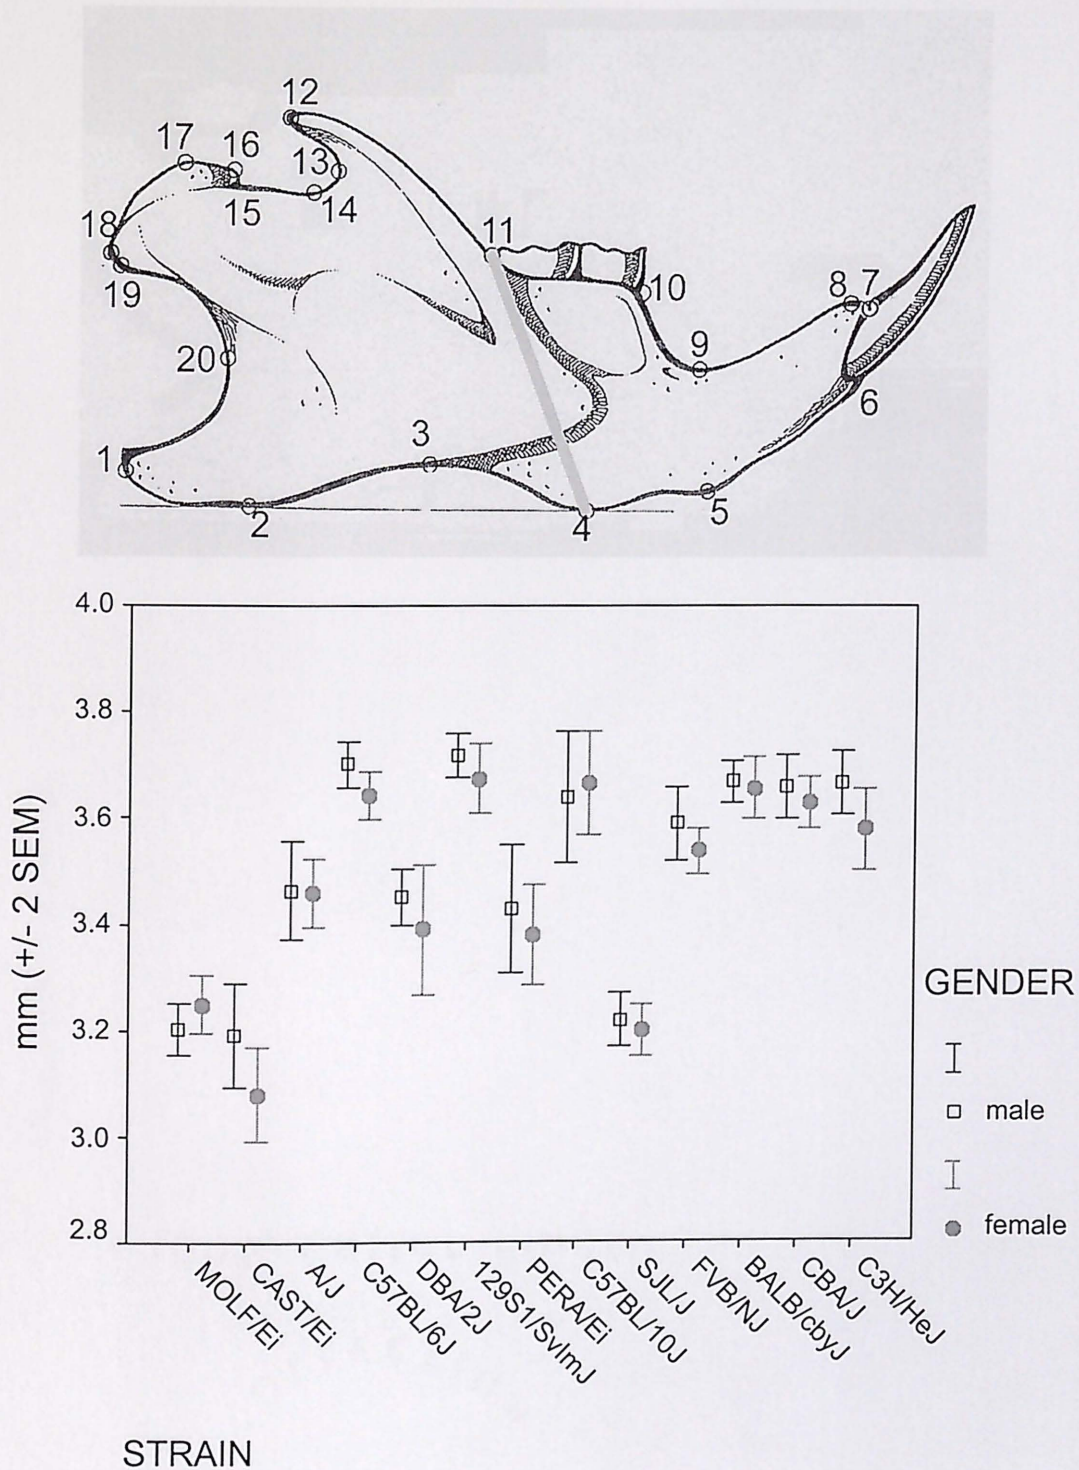 12
17 16
13
15 14
18
11
19
10
8 7
9
20
6
3
1
5
2
4
4.0
3.8
3.6
3.4
3.2
3.0
2.8
mm (+/- 2 SEM)
MOLF/Ei
CAST/Ei
A/J
C57BL/6J
DBA/2J
129S1/SvImJ
PERA/Ei
C57BL/10J
SJL/J
FVB/NJ
BALB/cbyJ
CBA/J
C3H/HeJ
STRAIN
GENDER
male
female